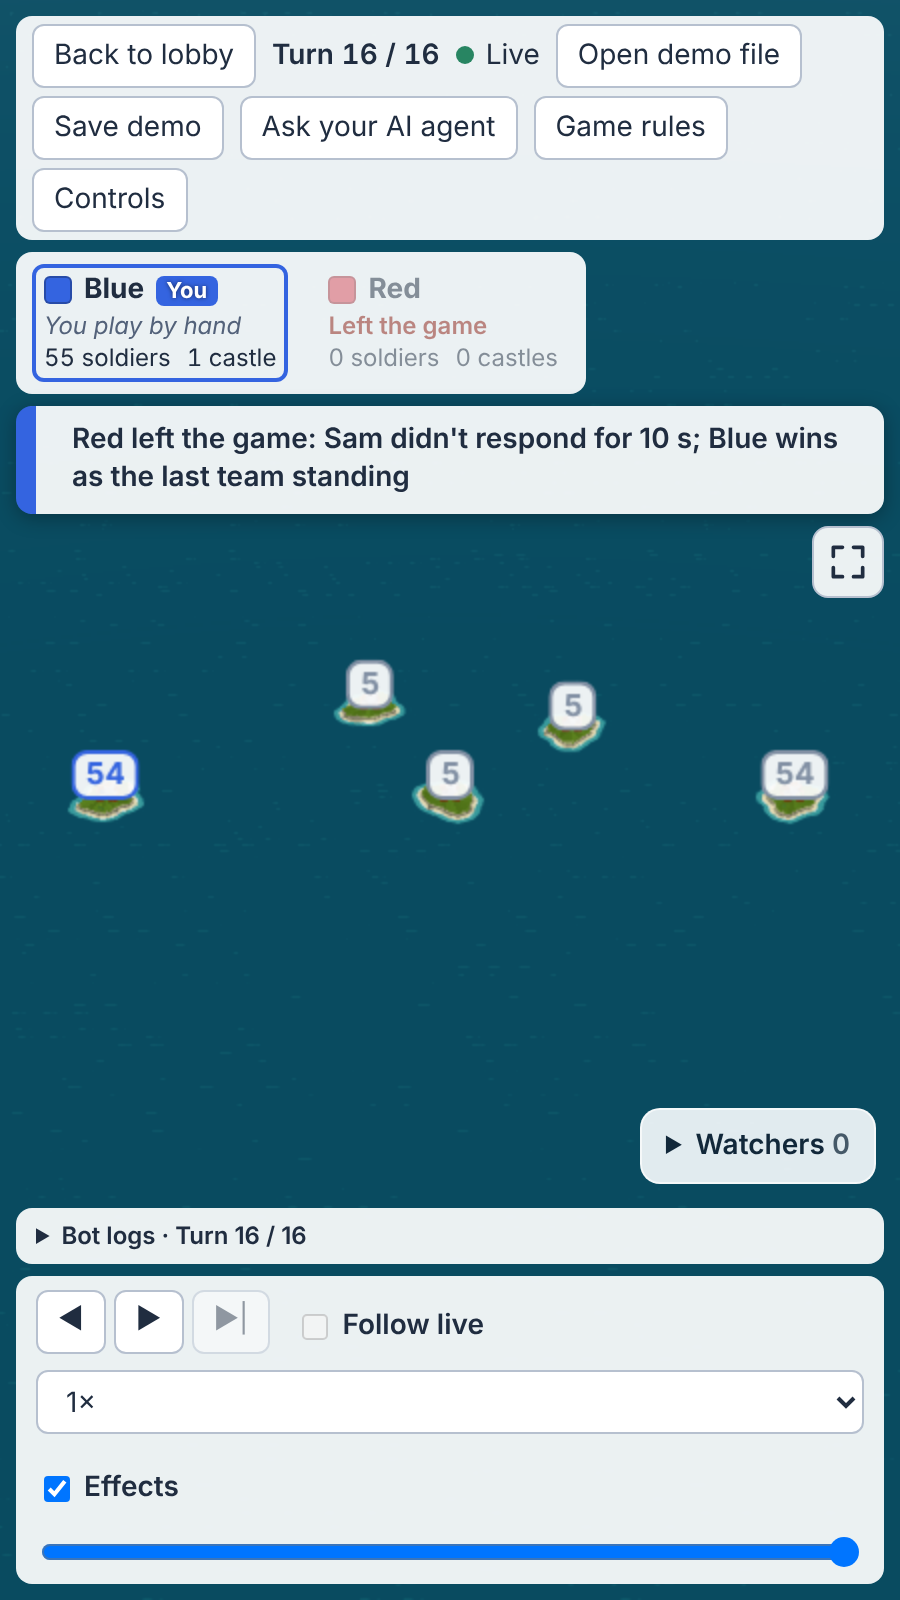 Back to lobby
Turn 16 / 16
Live
Open demo file
Save demo
Ask your AI agent
Game rules
Controls
Blue You
You play by hand
55 soldiers 1 castle
Red
Left the game
0 soldiers 0 castles
Red left the game: Sam didn't respond for 10 s; Blue wins
as the last team standing
5
5
54
5
54
Watchers 0
Bot logs · Turn 16 / 16
Follow live
1×
Effects